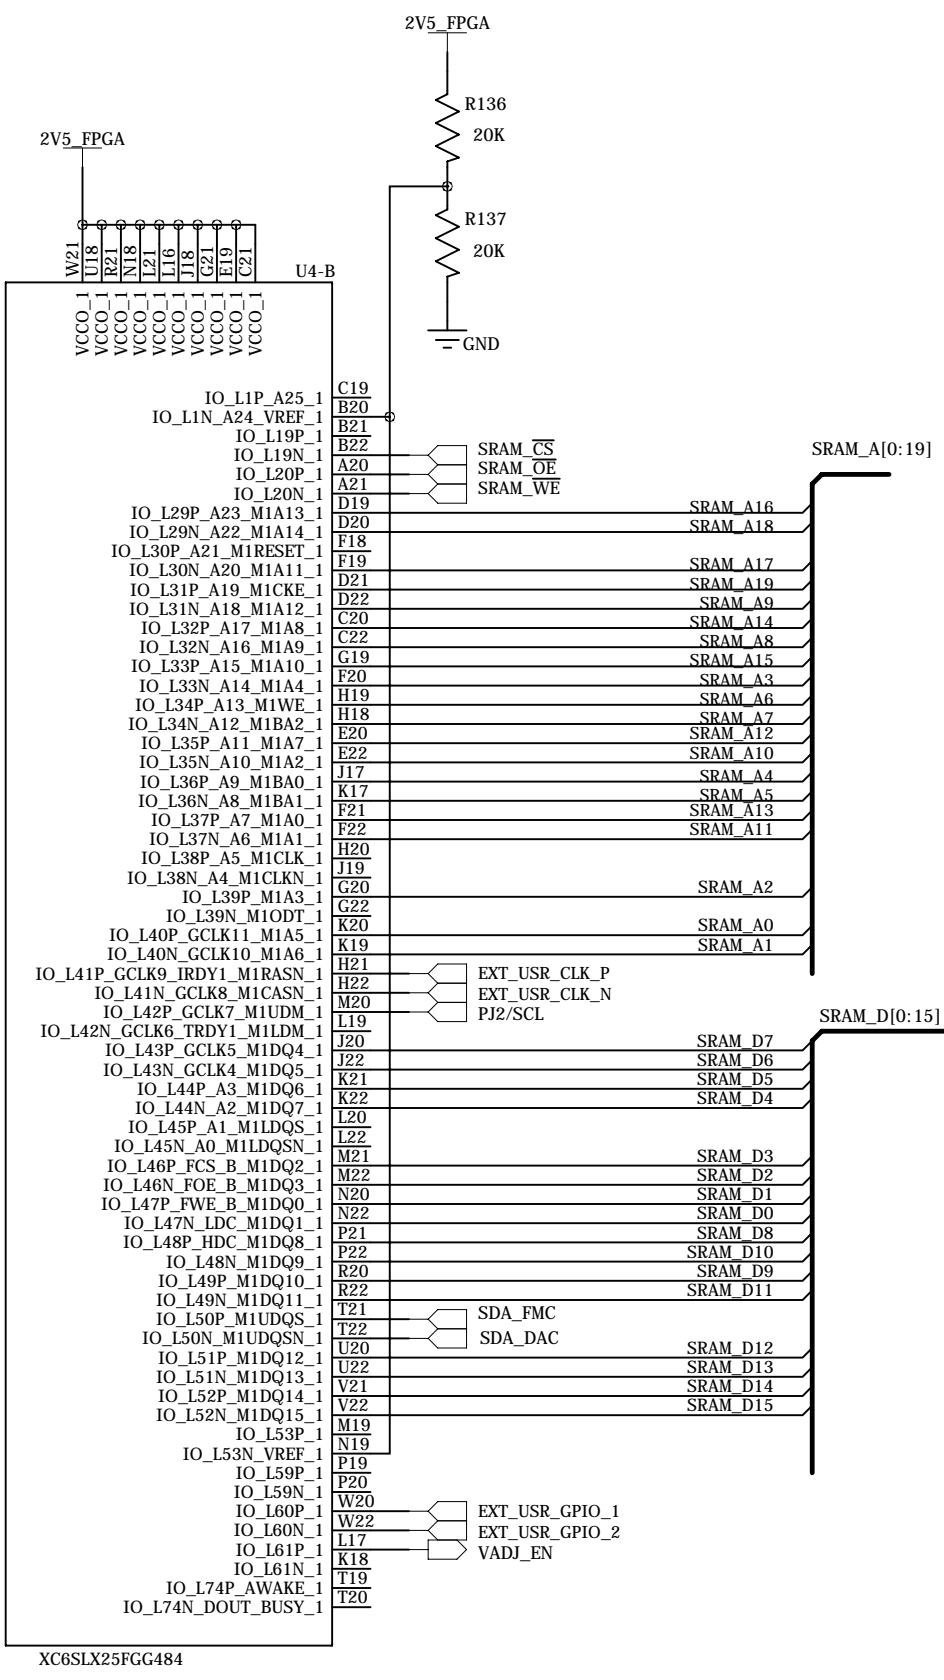 2V5_FPGA
R136
20K
2V5_FPGA
R137
20K
W21
U18
R21
N18
L21
L16
J18
G21
E19
C21
U4-B
VCCO_1
VCCO_1
VCCO_1
VCCO_1
VCCO_1
VCCO_1
VCCO_1
VCCO_1
VCCO_1
VCCO_1
GND
IO_L1P_A25_1 C19
IO_L1N_A24_VREF_1 B20
IO_L19P_1 B21
IO_L19N_1 B22 SRAM_CS
IO_L20P_1 A20 SRAM_OE
IO_L20N_1 A21 SRAM_WE
SRAM_A[0:19]
IO_L29P_A23_M1A13_1 D19 SRAM_A16
IO_L29N_A22_M1A14_1 D20 SRAM_A18
IO_L30P_A21_M1RESET_1 F18
IO_L30N_A20_M1A11_1 F19 SRAM_A17
IO_L31P_A19_M1CKE_1 D21 SRAM_A19
IO_L31N_A18_M1A12_1 D22 SRAM_A9
IO_L32P_A17_M1A8_1 C20 SRAM_A14
IO_L32N_A16_M1A9_1 C22 SRAM_A8
IO_L33P_A15_M1A10_1 G19 SRAM_A15
IO_L33N_A14_M1A4_1 F20 SRAM_A3
IO_L34P_A13_M1WE_1 H19 SRAM_A6
IO_L34N_A12_M1BA2_1 H18 SRAM_A7
IO_L35P_A11_M1A7_1 E20 SRAM_A12
IO_L35N_A10_M1A2_1 E22 SRAM_A10
IO_L36P_A9_M1BA0_1 J17 SRAM_A4
IO_L36N_A8_M1BA1_1 K17 SRAM_A5
IO_L37P_A7_M1A0_1 F21 SRAM_A13
IO_L37N_A6_M1A1_1 F22 SRAM_A11
IO_L38P_A5_M1CLK_1 H20
IO_L38N_A4_M1CLKN_1 J19
IO_L39P_M1A3_1 G20 SRAM_A2
IO_L39N_M1ODT_1 G22
IO_L40P_GCLK11_M1A5_1 K20 SRAM_A0
IO_L40N_GCLK10_M1A6_1 K19 SRAM_A1
IO_L41P_GCLK9_IRDY1_M1RASN_1 H21 EXT_USR_CLK_P
IO_L41N_GCLK8_M1CASN_1 H22 EXT_USR_CLK_N
IO_L42P_GCLK7_M1UDM_1 M20 PJ2/SCL
IO_L42N_GCLK6_TRDY1_M1LDM_1 L19
SRAM_D[0:15]
IO_L43P_GCLK5_M1DQ4_1 J20 SRAM_D7
IO_L43N_GCLK4_M1DQ5_1 J22 SRAM_D6
IO_L44P_A3_M1DQ6_1 K21 SRAM_D5
IO_L44N_A2_M1DQ7_1 K22 SRAM_D4
IO_L45P_A1_M1LDQS_1 L20
IO_L45N_A0_M1LDQSN_1 L22
IO_L46P_FCS_B_M1DQ2_1 M21 SRAM_D3
IO_L46N_FOE_B_M1DQ3_1 M22 SRAM_D2
IO_L47P_FWE_B_M1DQ0_1 N20 SRAM_D1
IO_L47N_LDC_M1DQ1_1 N22 SRAM_D0
IO_L48P_HDC_M1DQ8_1 P21 SRAM_D8
IO_L48N_M1DQ9_1 P22 SRAM_D10
IO_L49P_M1DQ10_1 R20 SRAM_D9
IO_L49N_M1DQ11_1 R22 SRAM_D11
IO_L50P_M1UDQS_1 T21 SDA_FMC
IO_L50N_M1UDQSN_1 T22 SDA_DAC
IO_L51P_M1DQ12_1 U20 SRAM_D12
IO_L51N_M1DQ13_1 U22 SRAM_D13
IO_L52P_M1DQ14_1 V21 SRAM_D14
IO_L52N_M1DQ15_1 V22 SRAM_D15
IO_L53P_1 M19
IO_L53N_VREF_1 N19
IO_L59P_1 P19
IO_L59N_1 P20
IO_L60P_1 W20 EXT_USR_GPIO_1
IO_L60N_1 W22 EXT_USR_GPIO_2
IO_L61P_1 L17 VADJ_EN
IO_L61N_1 K18
IO_L74P_AWAKE_1 T19
IO_L74N_DOUT_BUSY_1 T20
XC6SLX25FGG484